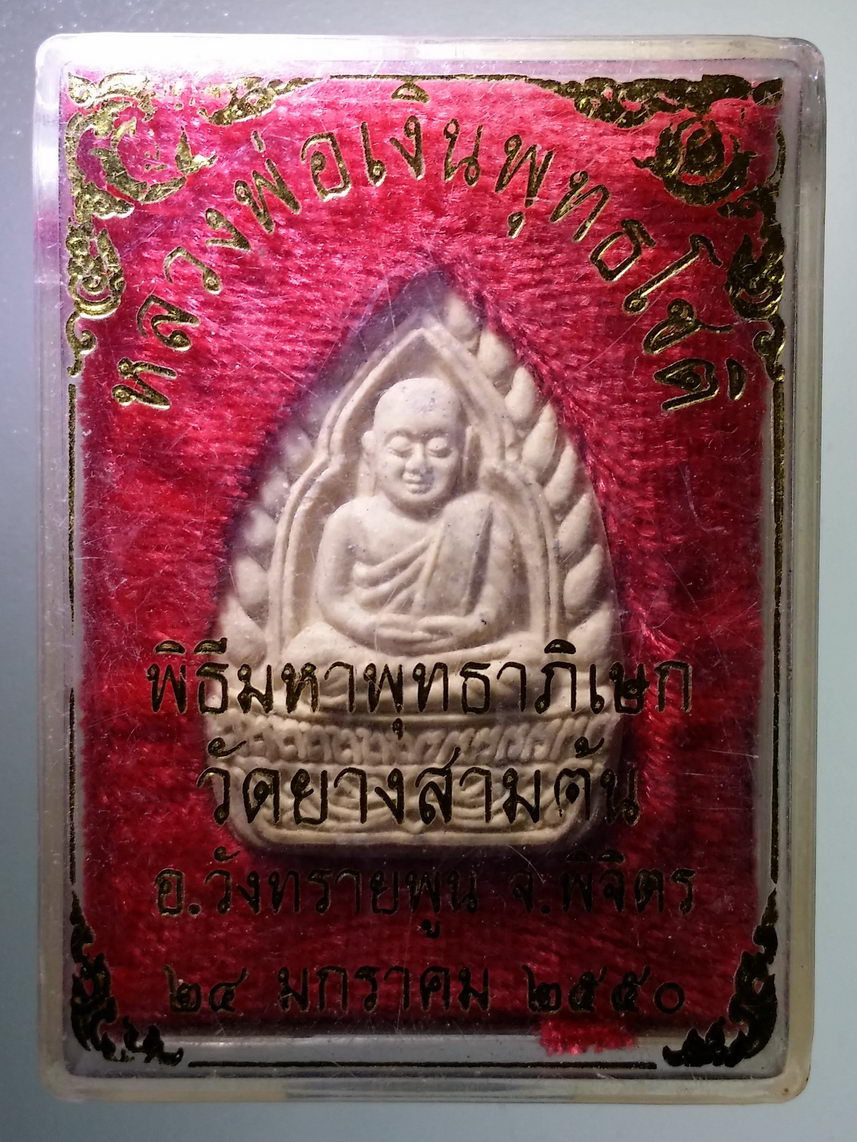 หลวงพ่อเงินพุทธิโชติ
พิธีมหาพุทธาภิเษก
วัดยางสามต้น
อ.วังทรายพูน จ.พิจิตร
๒๔ มกราคม ๒๕๕๐